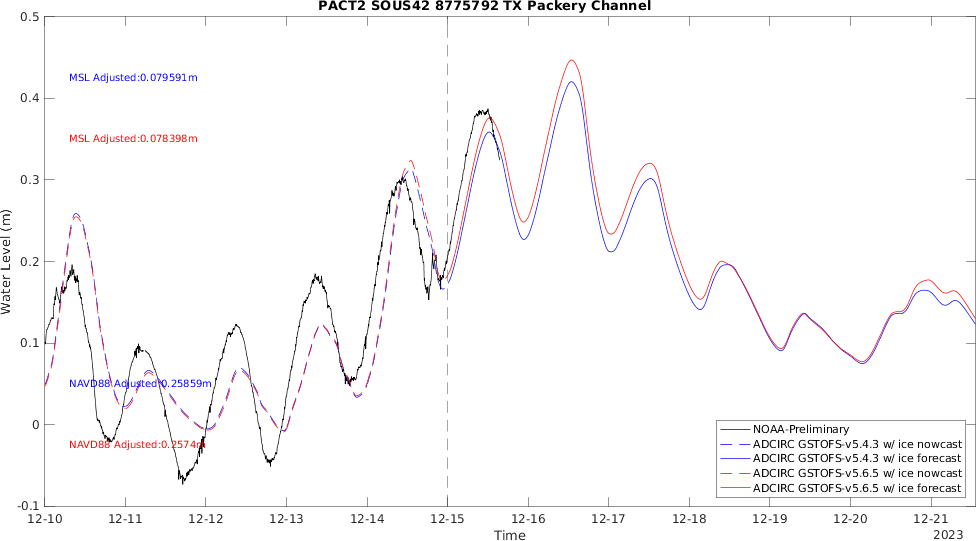 PACT2 SOUS42 8775792 TX Packery Channel
0.5
MSL Adjusted:0.079591m
0.4
MSL Adjusted:0.078398m
0.3
0.2
Water Level (m)
0.1
NAVD88 Adjusted:0.25859m
0
NAVD88 Adjusted:0.2574m
-0.1
NOAA-Preliminary
ADCIRC GSTOFS-v5.4.3 w/ ice nowcast
ADCIRC GSTOFS-v5.4.3 w/ ice forecast
ADCIRC GSTOFS-v5.6.5 w/ ice nowcast
ADCIRC GSTOFS-v5.6.5 w/ ice forecast
12-10 12-11 12-12 12-13 12-14 12-15 12-16 12-17 12-18 12-19 12-20 12-21
Time
2023